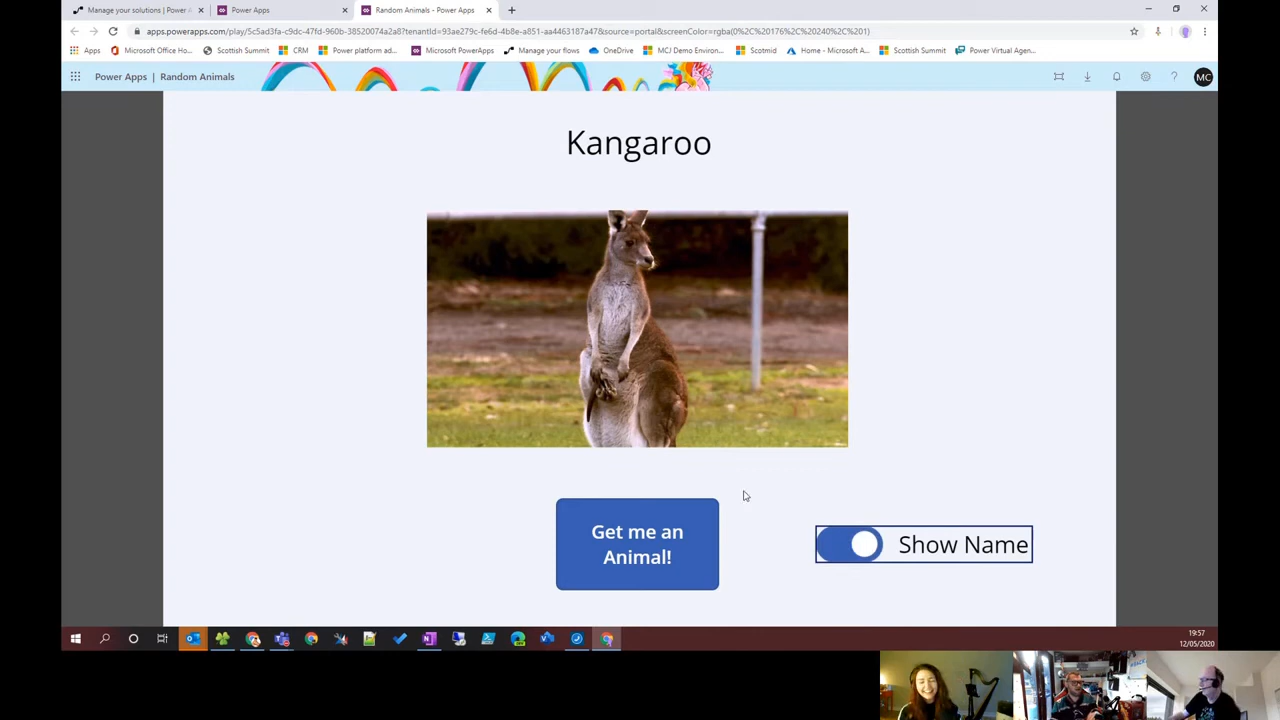 Manage your solutions | Power A
Power Apps
Random Animals - Power Apps
apps.powerapps.com/play/5c5ad3fa-c9dc-47fd-960b-38520074a2a8?tenantId=93ae279c-fe6d-4b8e-a851-aa4463187a47&source=portal&screenColor=rgba(0%2C%20176%2C%20240%2C%201)
Apps
Microsoft Office Ho...
Scottish Summit
CRM
Power platform ad...
Microsoft PowerApps
Manage your flows
OneDrive
MCJ Demo Environ...
Scotmid
Home - Microsoft A...
Scottish Summit
Power Virtual Agen...
Power Apps | Random Animals
MC
Kangaroo
Get me an
Animal!
Show Name
19:57
12/05/2020